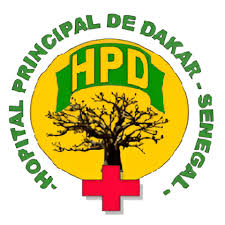 HOPITAL PRINCIPAL DE DAKAR - SENEGAL -
HPD